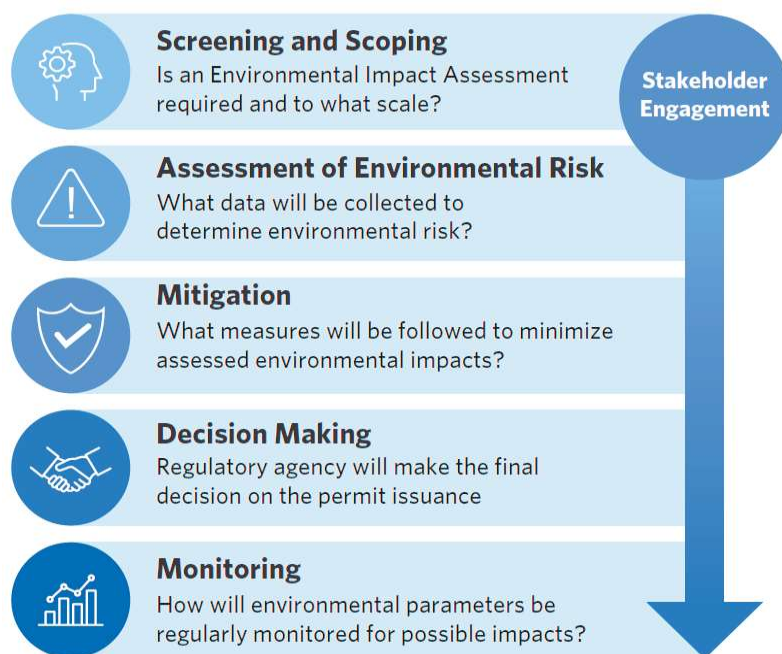 Screening and Scoping
Is an Environmental Impact Assessment
required and to what scale?
Stakeholder
Engagement
Assessment of Environmental Risk
What data will be collected to
determine environmental risk?
Mitigation
What measures will be followed to minimize
assessed environmental impacts?
Decision Making
Regulatory agency will make the final
decision on the permit issuance
Monitoring
How will environmental parameters be
regularly monitored for possible impacts?